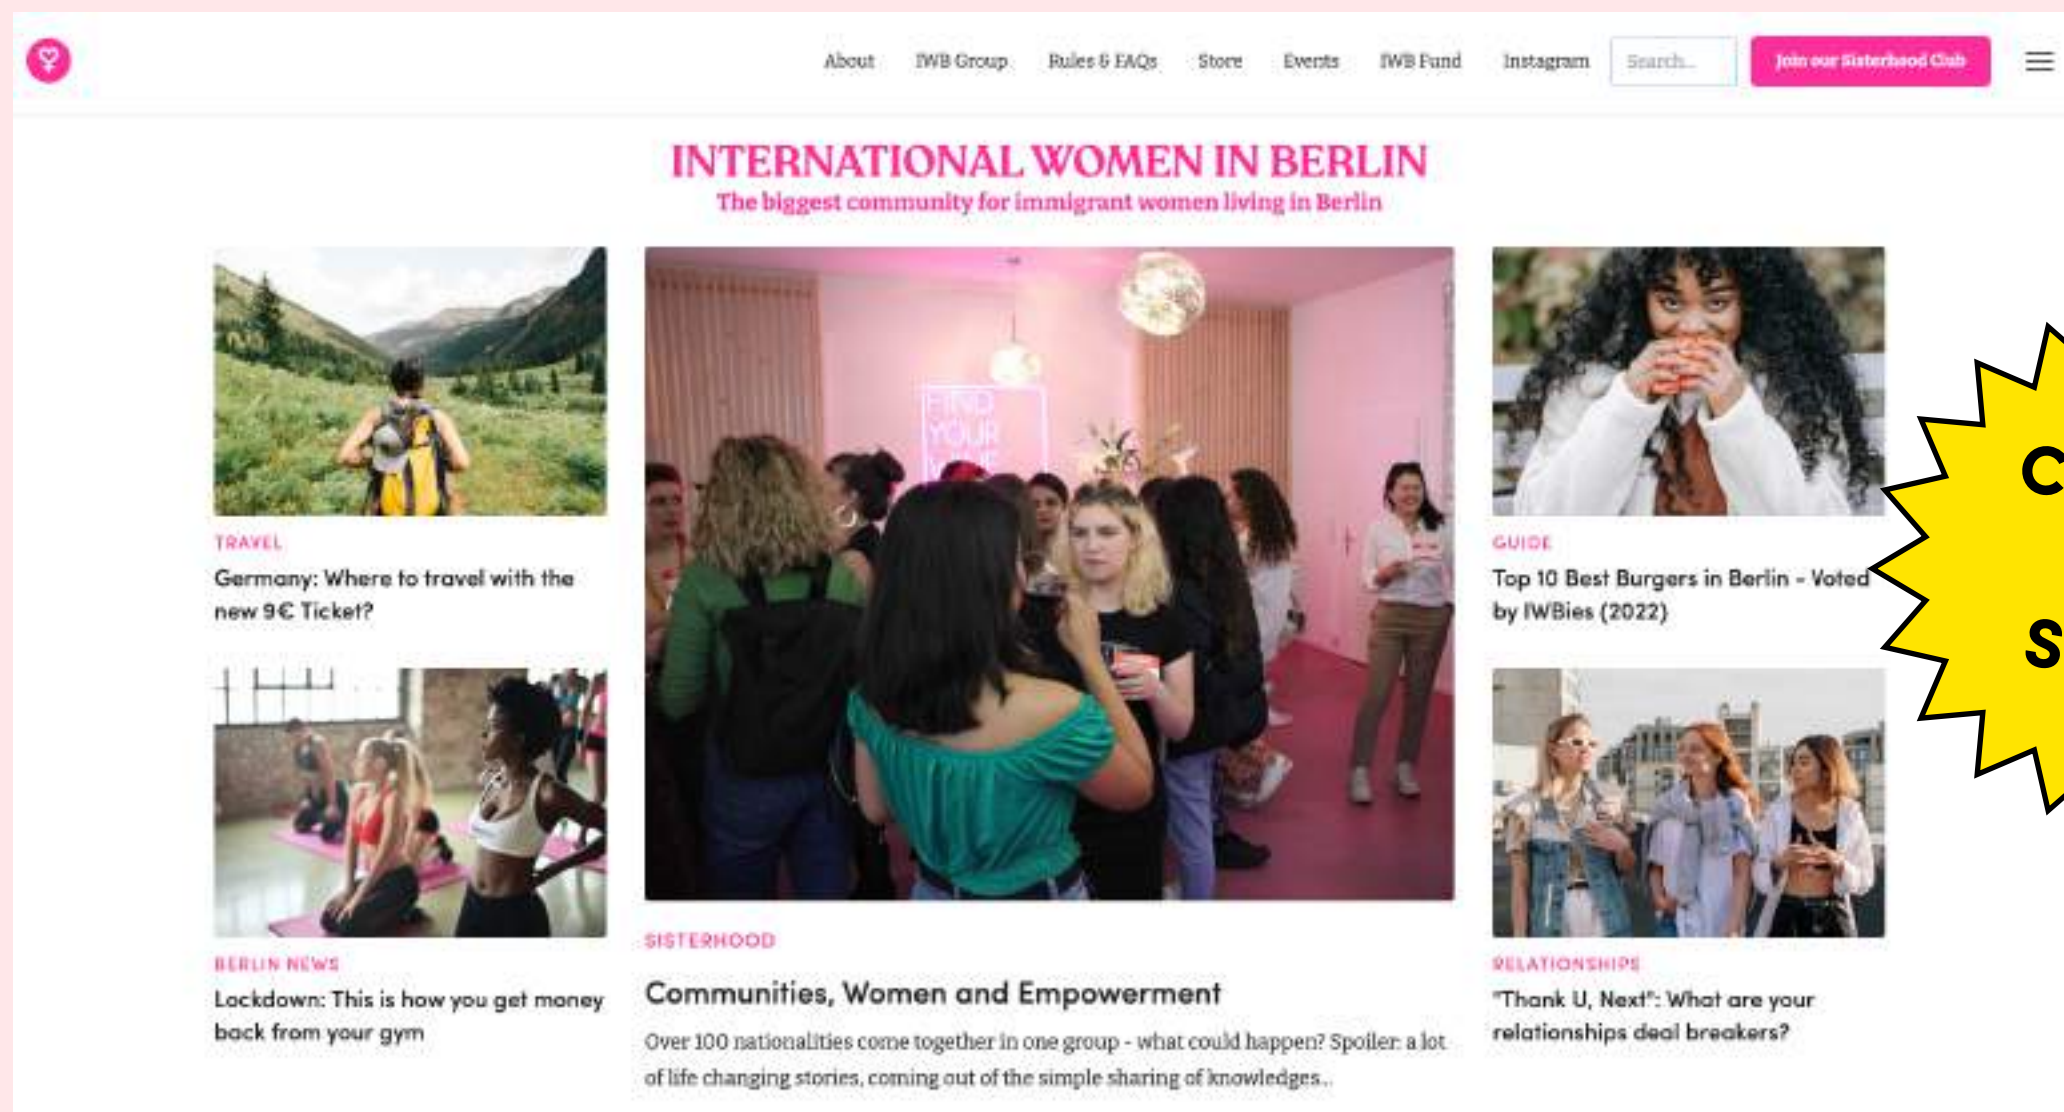 About IWB Group Rules & FAQs Store Events IWB Fund Instagram Search... Join our Sisterhood Club
INTERNATIONAL WOMEN IN BERLIN
The biggest community for immigrant women living in Berlin
TRAVEL
Germany: Where to travel with the
new 9€ Ticket?
BERLIN NEWS
Lockdown: This is how you get money
back from your gym
FIND
YOUR
SISTERHOOD
Communities, Women and Empowerment
Over 100 nationalities come together in one group - what could happen? Spoiler: a lot
of life changing stories, coming out of the simple sharing of knowledges...
GUIDE
Top 10 Best Burgers in Berlin - Voted
by IWBies (2022)
RELATIONSHIPS
"Thank U, Next": What are your
relationships deal breakers?
C
S